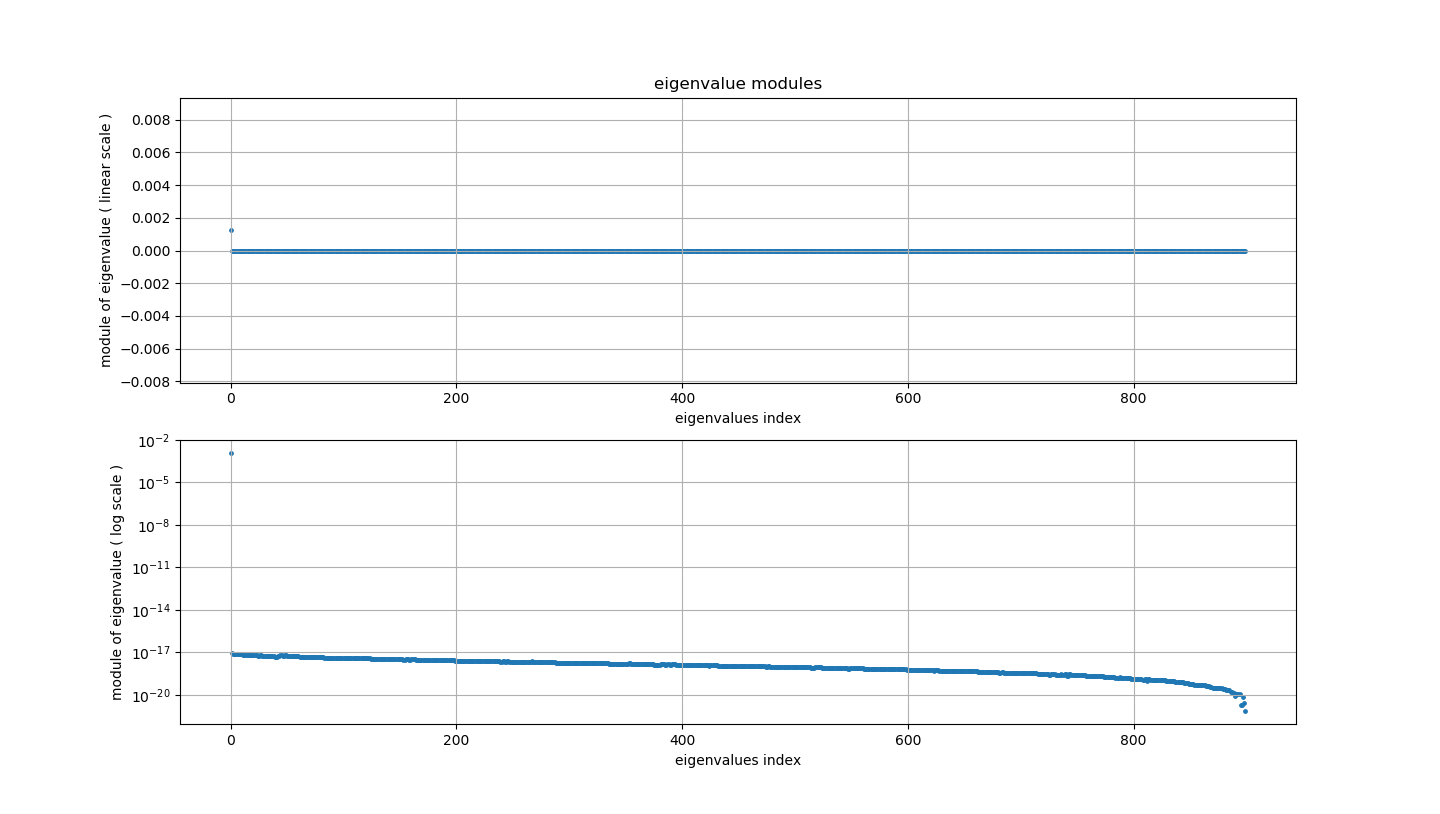 eigenvalue modules
module of eigenvalue ( linear scale )
0.008
0.006
0.004
0.002
0.000
−0.002
−0.004
−0.006
−0.008
0 200 400 600 800
eigenvalues index
module of eigenvalue ( log scale )
10⁻²
10⁻⁵
10⁻⁸
10⁻¹¹
10⁻¹⁴
10⁻¹⁷
10⁻²⁰
0 200 400 600 800
eigenvalues index